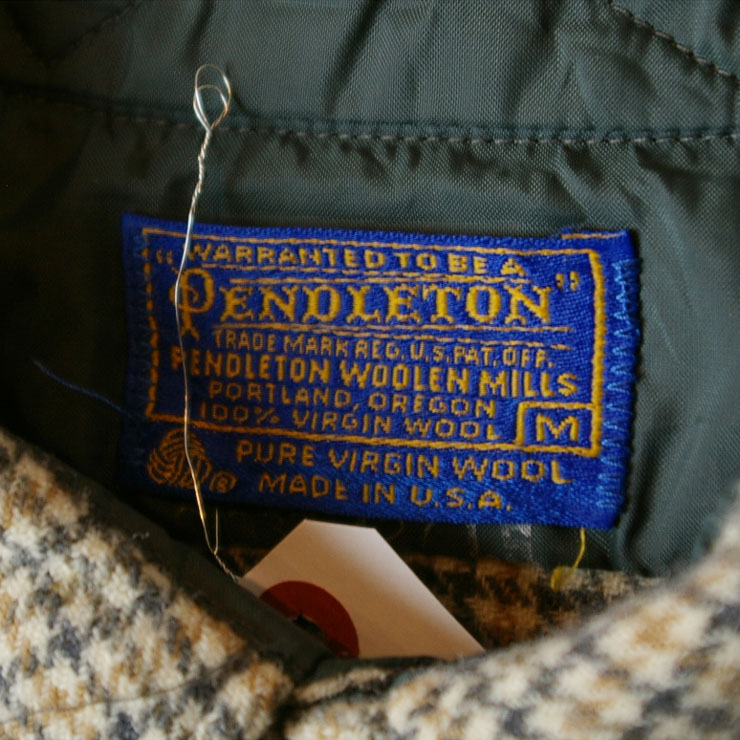 WARRANTED TO BE A
"PENDLETON"
TRADE MARK REG. U.S. PAT. OFF.
PENDLETON WOOLEN MILLS
PORTLAND, OREGON
100% VIRGIN WOOL M
PURE VIRGIN WOOL
® MADE IN U.S.A.